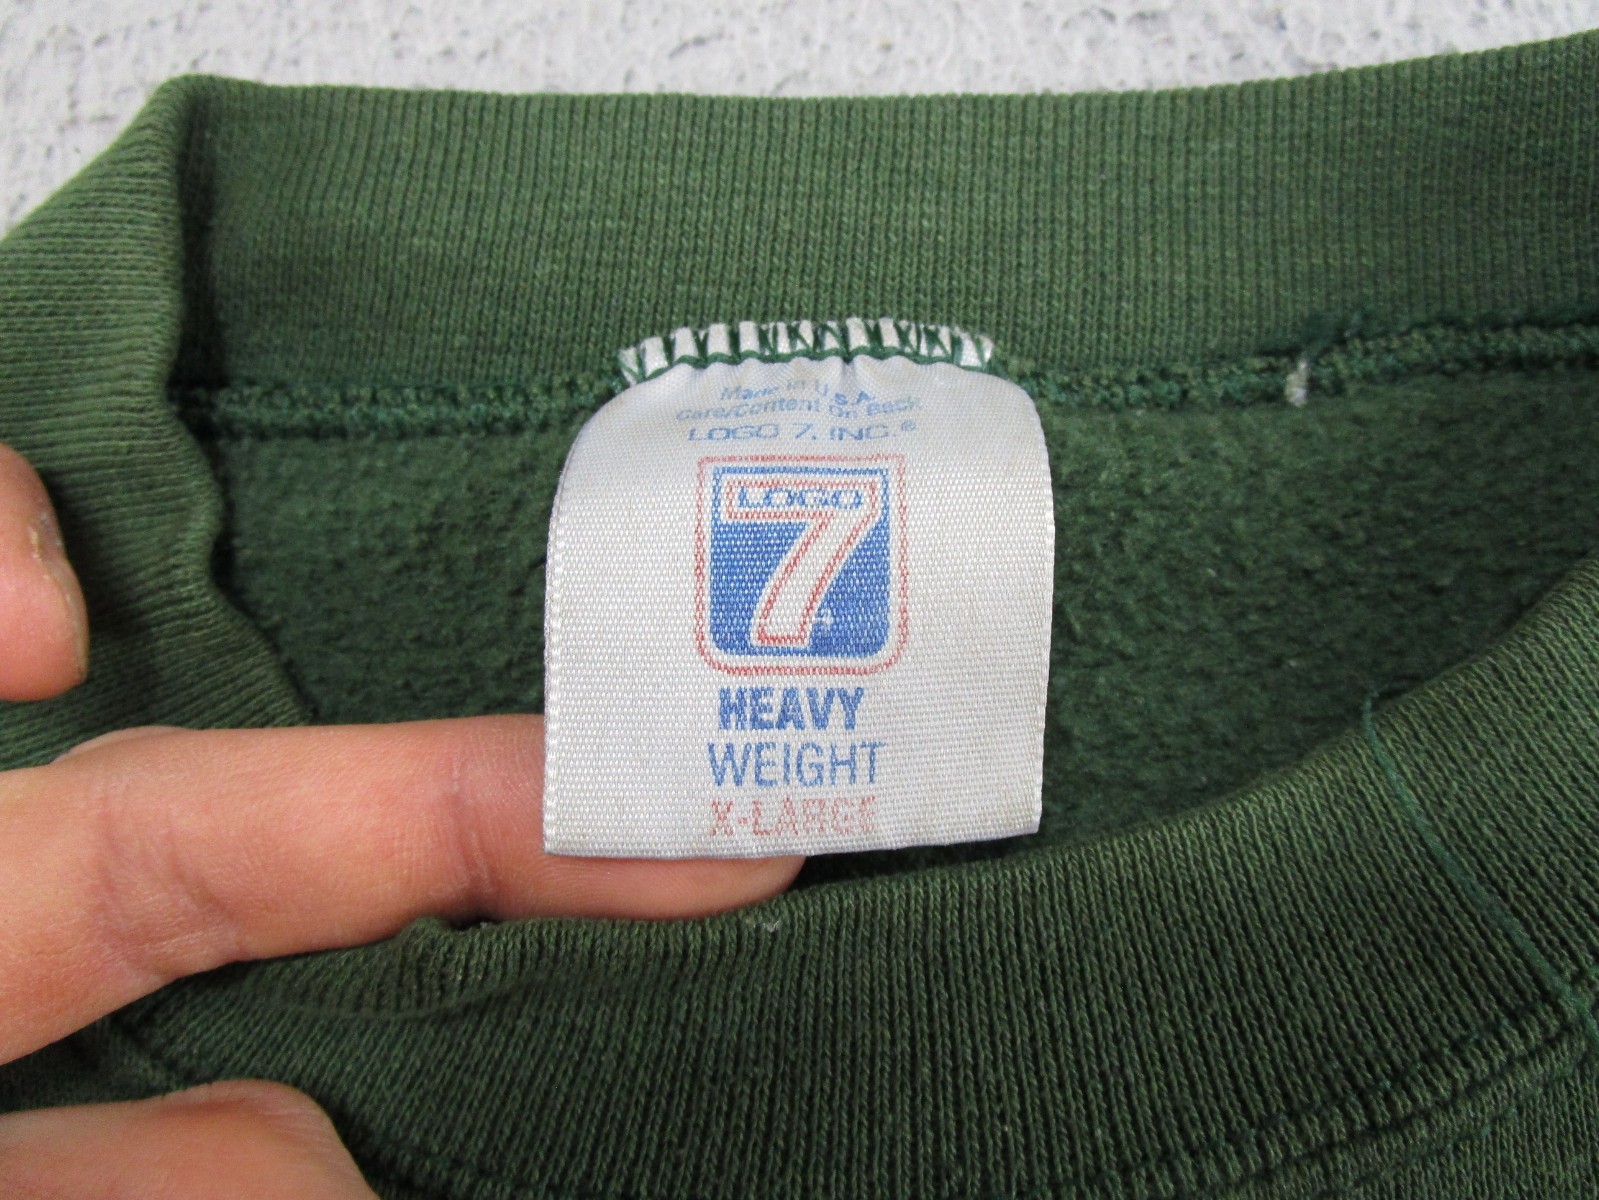 Made in U.S.A.
Care/Content On Back
LOGO 7, INC.®
LOGO
7
HEAVY
WEIGHT
X-LARGE